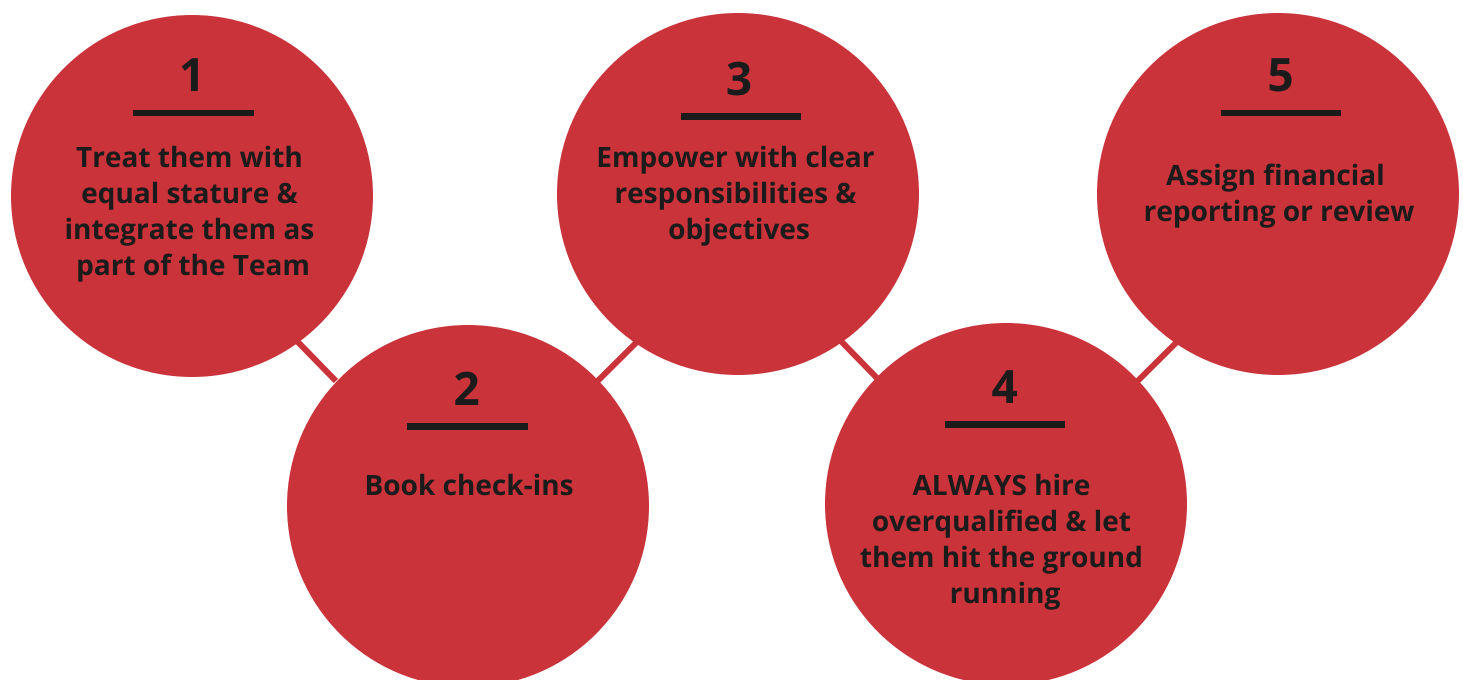 1
Treat them with
equal stature &
integrate them as
part of the Team
2
Book check-ins
3
Empower with clear
responsibilities &
objectives
4
ALWAYS hire
overqualified & let
them hit the ground
running
5
Assign financial
reporting or review